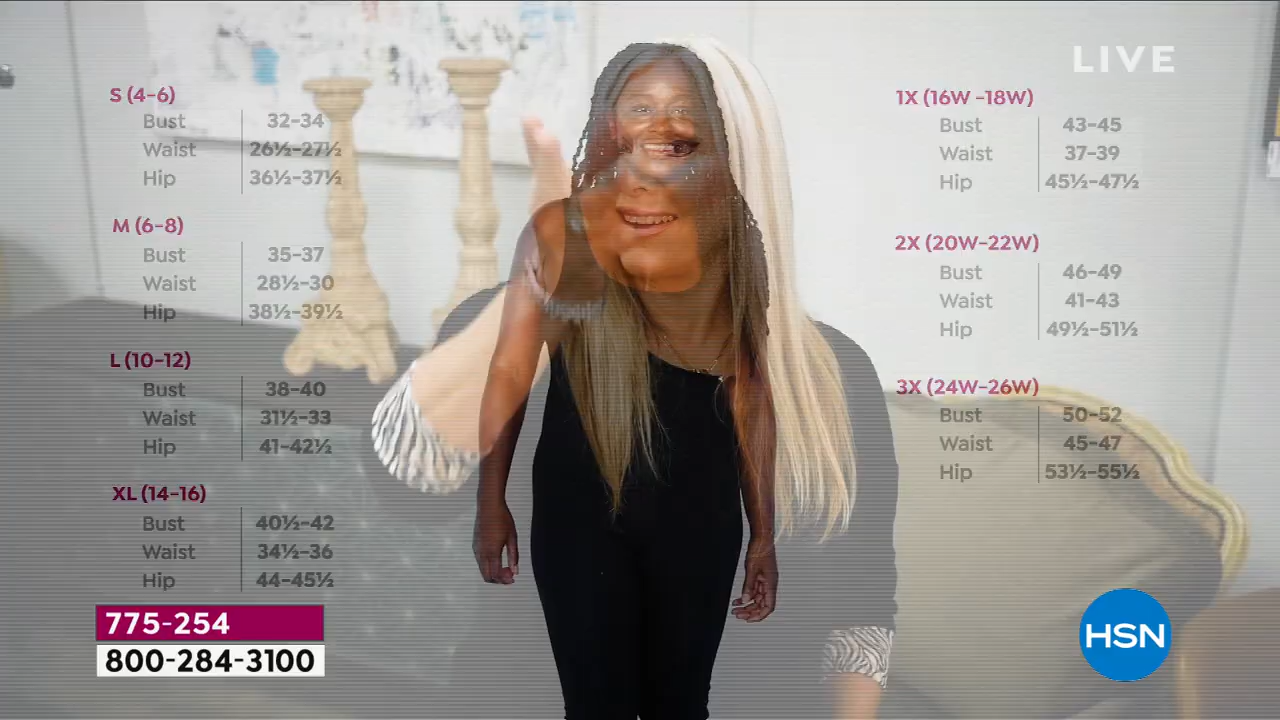 LIVE
S (4-6)
Bust 32-34
Waist 26½-27½
Hip 36½-37½
M (6-8)
Bust 35-37
Waist 28½-30
Hip 38½-39½
L (10-12)
Bust 38-40
Waist 31½-33
Hip 41-42½
XL (14-16)
Bust 40½-42
Waist 34½-36
Hip 44-45½
1X (16W -18W)
Bust 43-45
Waist 37-39
Hip 45½-47½
2X (20W-22W)
Bust 46-49
Waist 41-43
Hip 49½-51½
3X (24W-26W)
Bust 50-52
Waist 45-47
Hip 53½-55½
775-254
800-284-3100
HSN